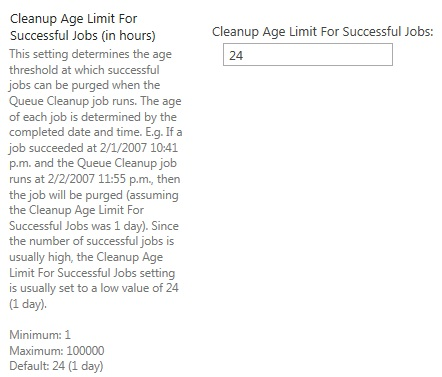 Cleanup Age Limit For
Successful Jobs (in hours)
This setting determines the age
threshold at which successful
jobs can be purged when the
Queue Cleanup job runs. The age
of each job is determined by the
completed date and time. E.g. If a
job succeeded at 2/1/2007 10:41
p.m. and the Queue Cleanup job
runs at 2/2/2007 11:55 p.m., then
the job will be purged (assuming
the Cleanup Age Limit For
Successful Jobs was 1 day). Since
the number of successful jobs is
usually high, the Cleanup Age
Limit For Successful Jobs setting
is usually set to a low value of 24
(1 day).
Minimum: 1
Maximum: 100000
Default: 24 (1 day)
Cleanup Age Limit For Successful Jobs:
24